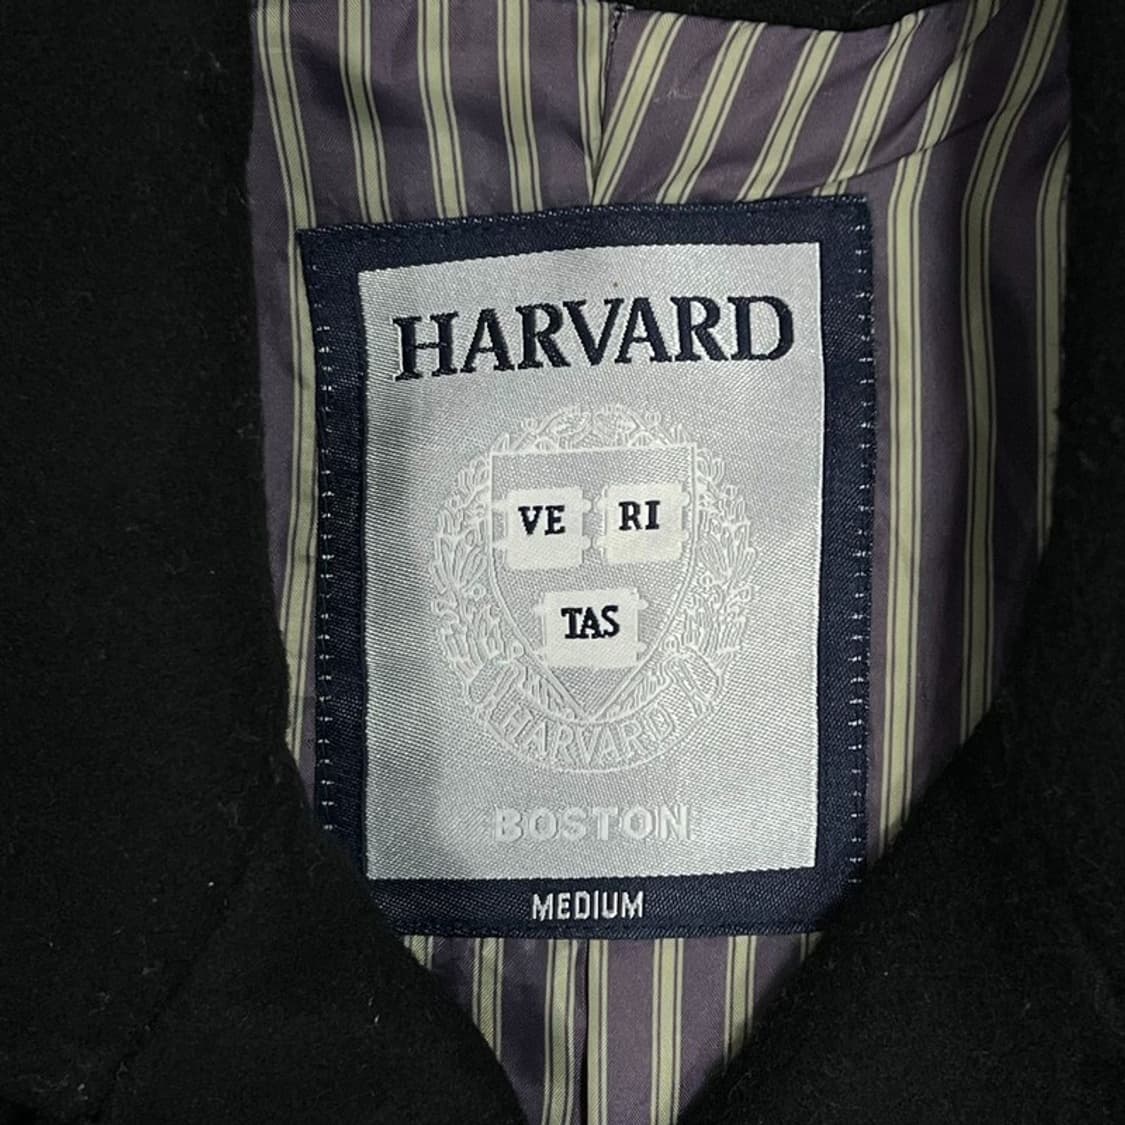 HARVARD
VE RI
TAS
HARVARD
BOSTON
MEDIUM